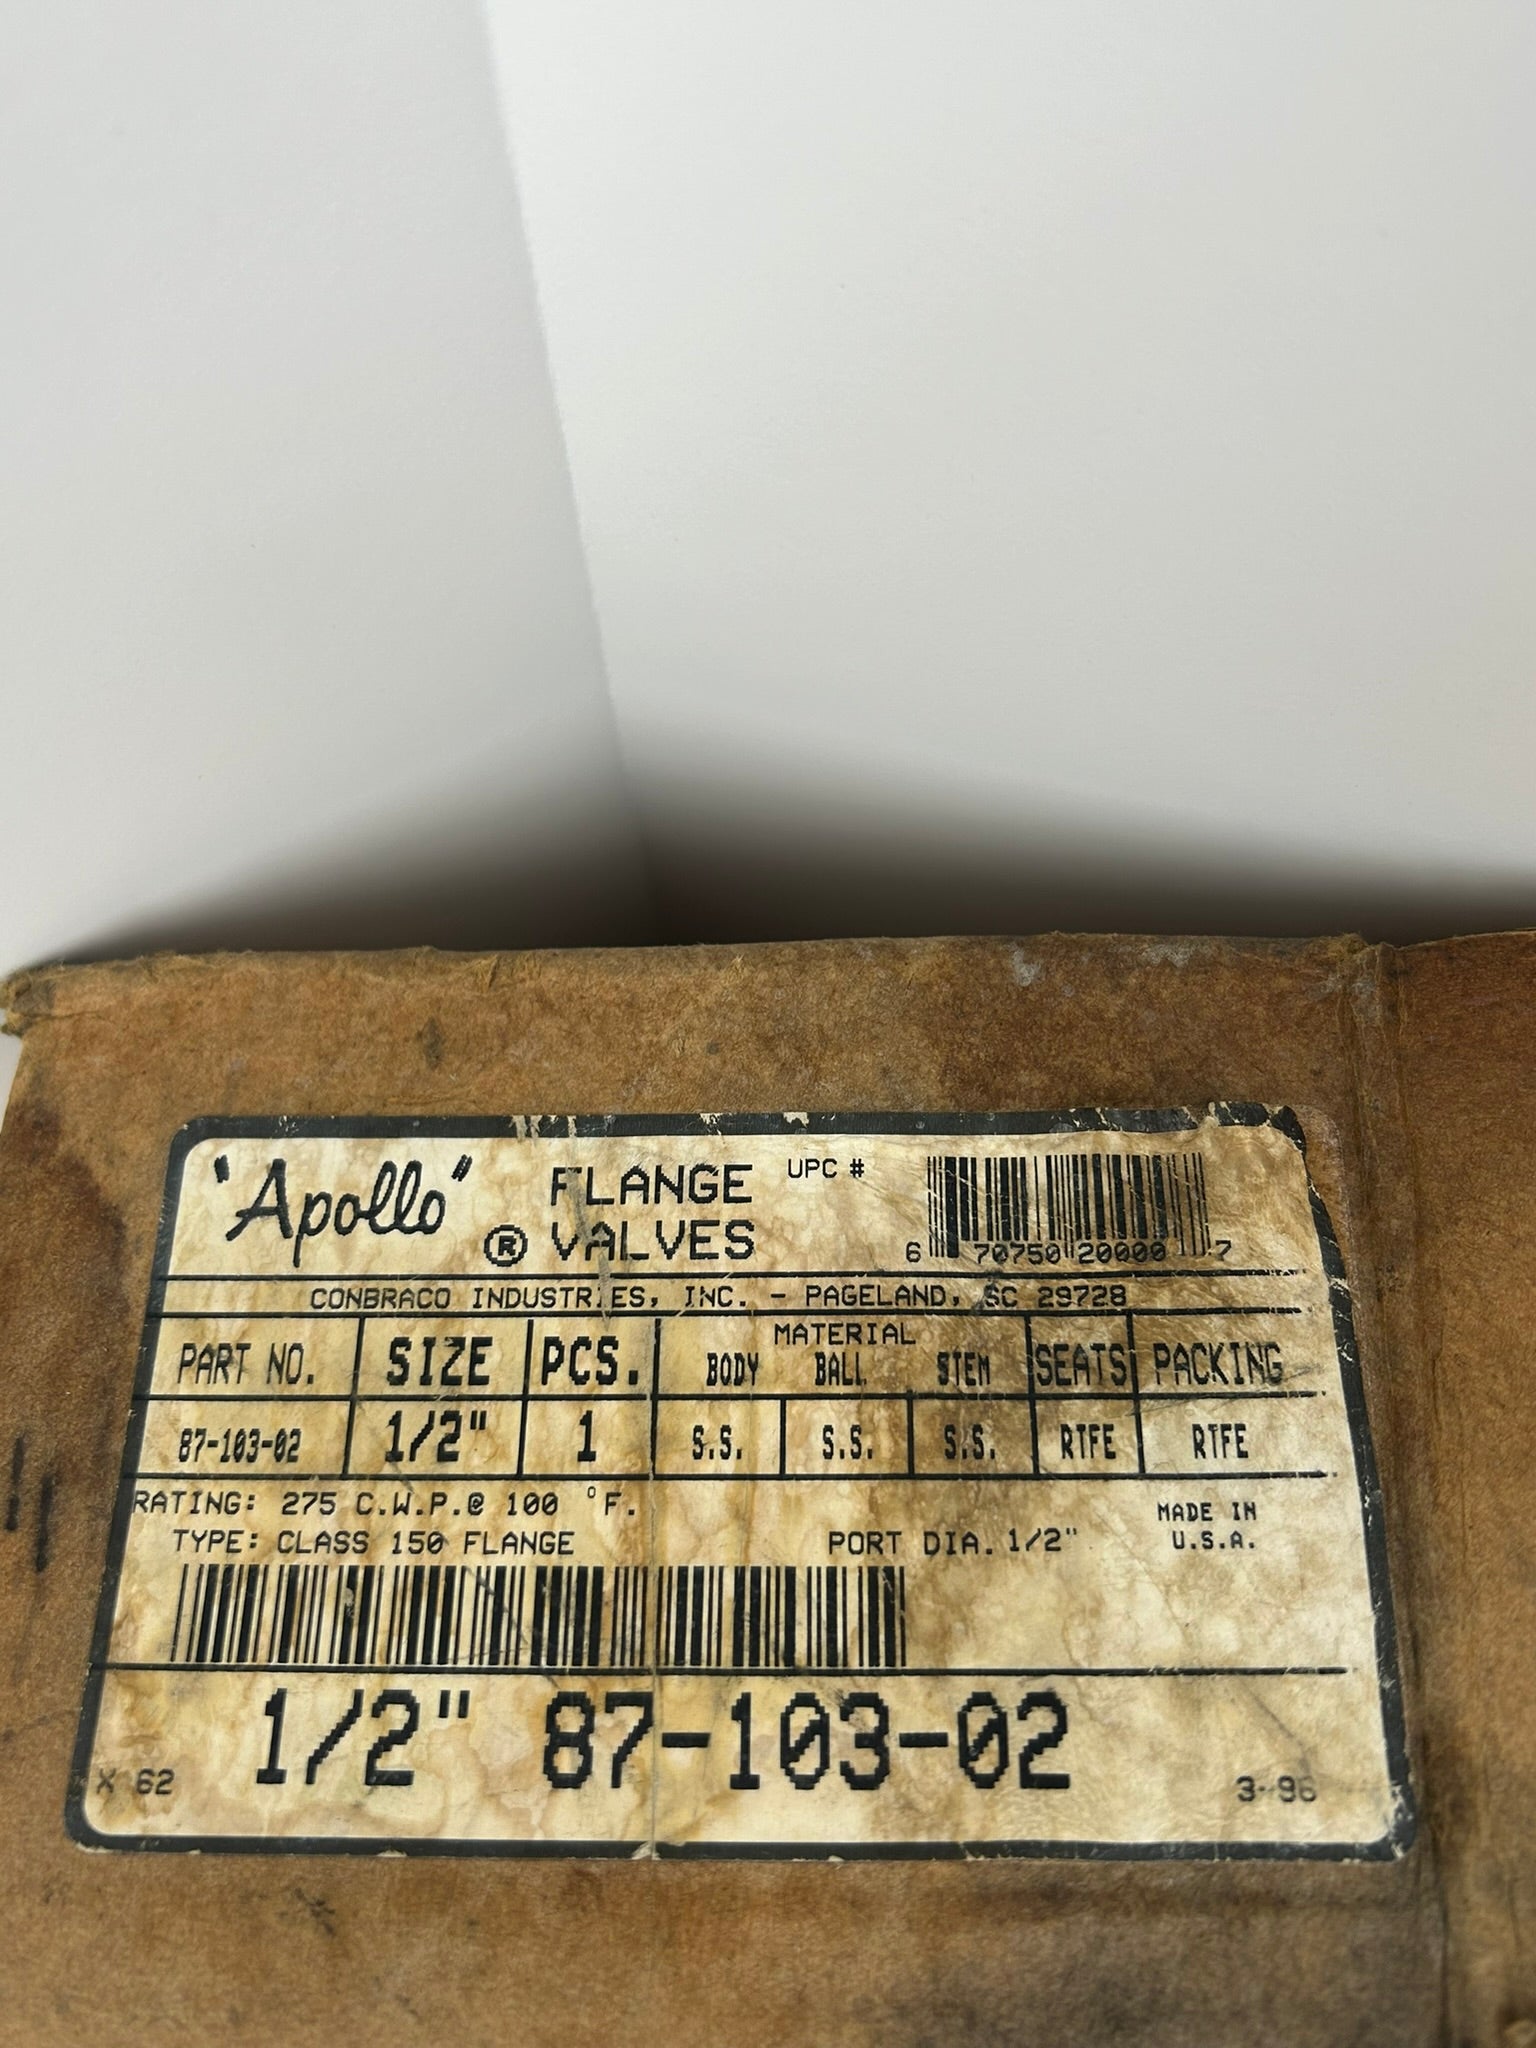 "Apollo" ® FLANGE VALVES UPC #
6 70750 20000 7
CONBRACO INDUSTRIES, INC. - PAGELAND, SC 29728
MATERIAL
PART NO. SIZE PCS. BODY BALL STEM SEATS PACKING
87-103-02 1/2" 1 S.S. S.S. S.S. RTFE RTFE
RATING: 275 C.W.P.@ 100 °F.
TYPE: CLASS 150 FLANGE PORT DIA. 1/2"
MADE IN
U.S.A.
1/2" 87-103-02
X 62 3-96